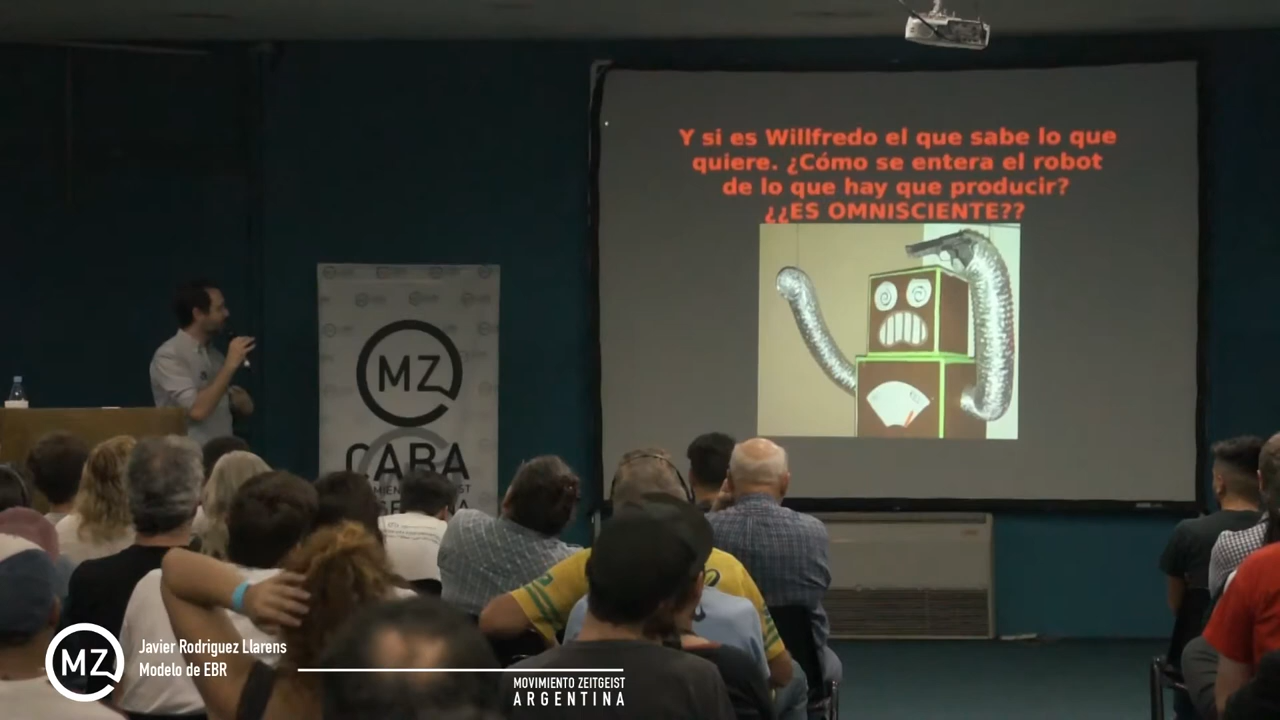 Y si es Willfredo el que sabe lo que
quiere. ¿Cómo se entera el robot
de lo que hay que producir?
¿¿ES OMNISCIENTE??
MZ
CABA
MZ
Javier Rodriguez Llarens
Modelo de EBR
MOVIMIENTO ZEITGEIST
ARGENTINA